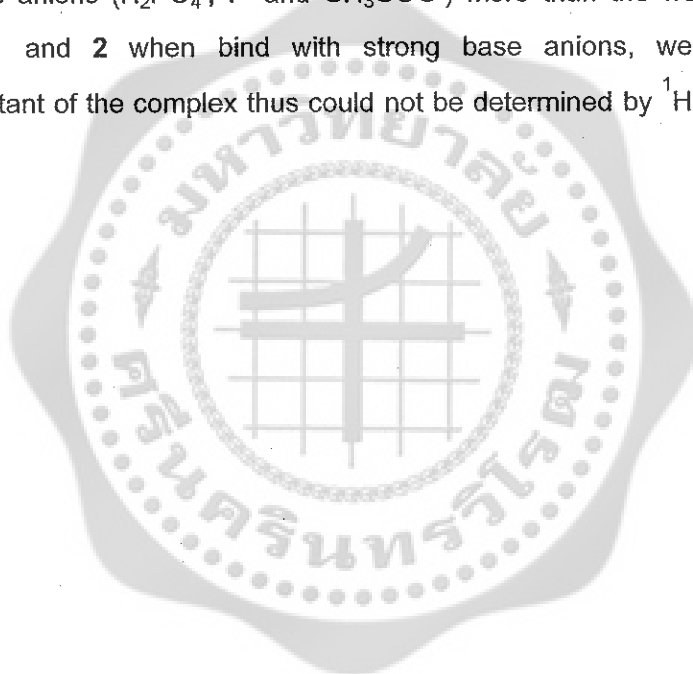 anions (H₂PO₄⁻, F⁻ and CH₃COO⁻) more than the
and 2 when bind with strong base anions, we
of the complex thus could not be determined by ¹H
มหาวิทยาลัย
ศรีนครินทรวิโรฒ